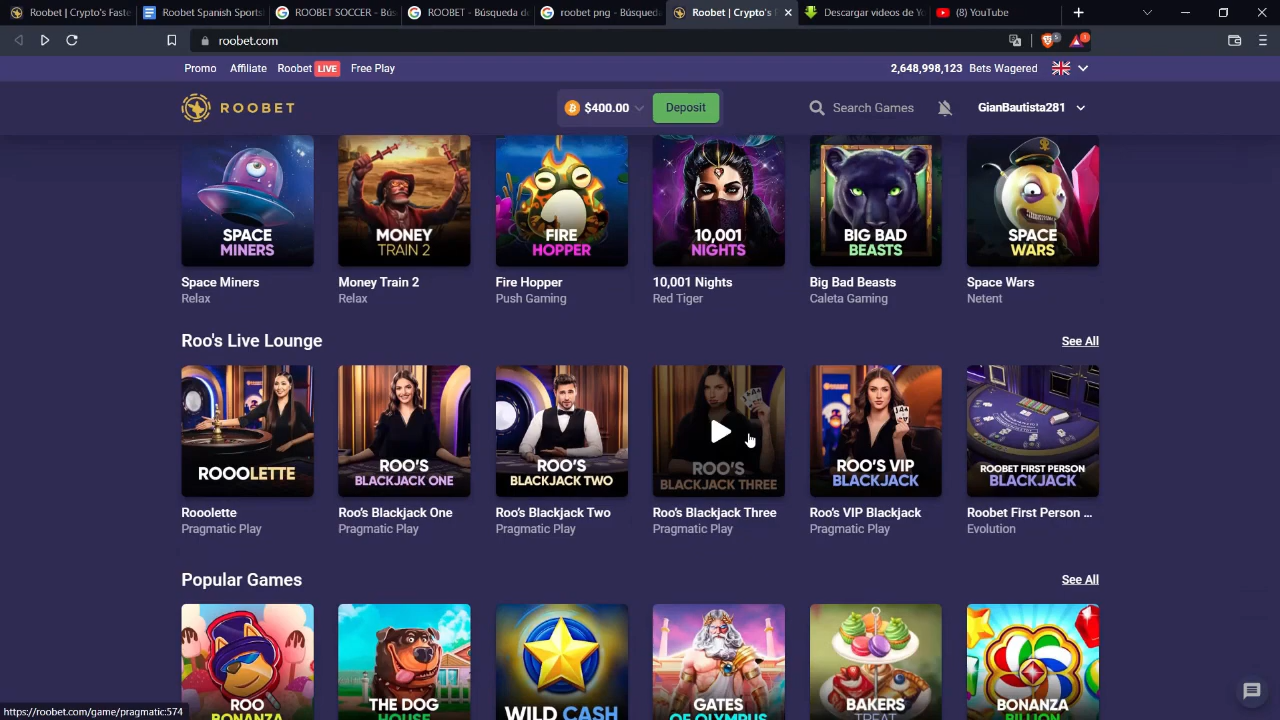 Roobet | Crypto's Faste
Roobet Spanish Sports
ROOBET SOCCER - Bús
ROOBET - Búsqueda de
roobet png - Búsqueda
Roobet | Crypto's F
Descargar videos de Yo
(8) YouTube
roobet.com
5
1
Promo Affiliate Roobet LIVE Free Play
2,648,998,123 Bets Wagered
ROOBET
$400.00 Deposit
Search Games
GianBautista281
SPACE
MINERS
MONEY
TRAIN 2
FIRE
HOPPER
10,001
NIGHTS
BIG BAD
BEASTS
SPACE
WARS
Space Miners
Relax
Money Train 2
Relax
Fire Hopper
Push Gaming
10,001 Nights
Red Tiger
Big Bad Beasts
Caleta Gaming
Space Wars
Netent
Roo's Live Lounge
See All
ROOOLETTE
ROO'S
BLACKJACK ONE
ROO'S
BLACKJACK TWO
ROO'S
BLACKJACK THREE
ROO'S VIP
BLACKJACK
ROOBET FIRST PERSON
BLACKJACK
Rooolette
Pragmatic Play
Roo's Blackjack One
Pragmatic Play
Roo's Blackjack Two
Pragmatic Play
Roo's Blackjack Three
Pragmatic Play
Roo's VIP Blackjack
Pragmatic Play
Roobet First Person ...
Evolution
Popular Games
See All
ROO
BONANZA
THE DOG
HOUSE
WILD CASH
GATES
OF OLYMPUS
BAKERS
TREAT
BONANZA
BILLION
https://roobet.com/game/pragmatic:574